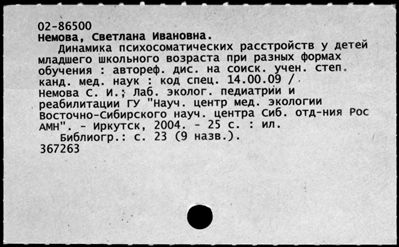 02-86500
Немова, Светлана Ивановна.
Динамика психосоматических расстройств у детей
младшего школьного возраста при разных формах
обучения : автореф. дис. на соиск. учен. степ.
канд. мед. наук : код спец. 14.00.09 /
Немова С. И.; Лаб. эколог. педиатрии и
реабилитации ГУ "Науч. центр мед. экологии
Восточно-Сибирского науч. центра Сиб. отд-ния Рос
АМН". - Иркутск, 2004. - 25 с. : ил.
Библиогр.: с. 23 (9 назв.).
367263